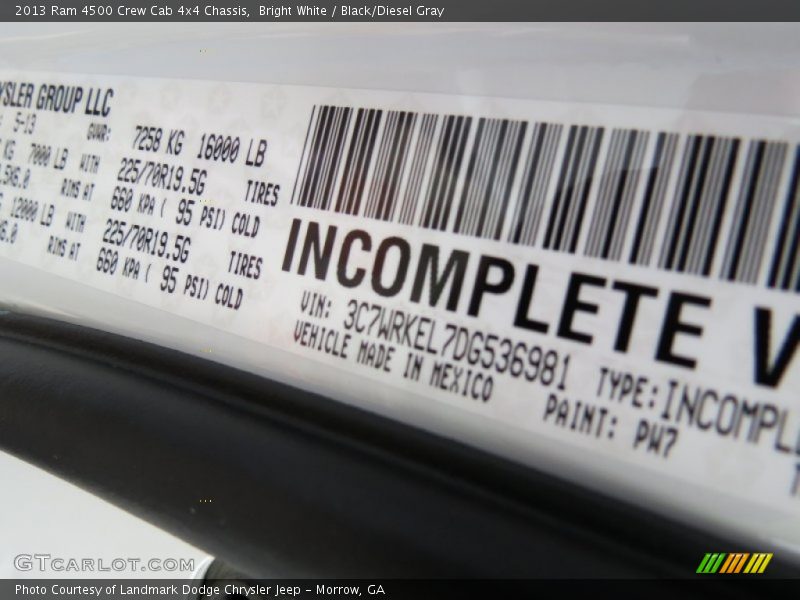 2013 Ram 4500 Crew Cab 4x4 Chassis, Bright White / Black/Diesel Gray
GROUP LLC
5-13 GVWR: 7258 KG 16000 LB
KG 7000 LB WITH 225/70R19.5G TIRES
RIMS AT 660 KPA ( 95 PSI) COLD
12000 LB WITH 225/70R19.5G TIRES
RIMS AT 660 KPA ( 95 PSI) COLD
INCOMPLETE V
VIN: 3C7WRKEL7DG536981 TYPE: INCOMPL
VEHICLE MADE IN MEXICO PAINT: PW7
GTCARLOT.COM
Photo Courtesy of Landmark Dodge Chrysler Jeep - Morrow, GA